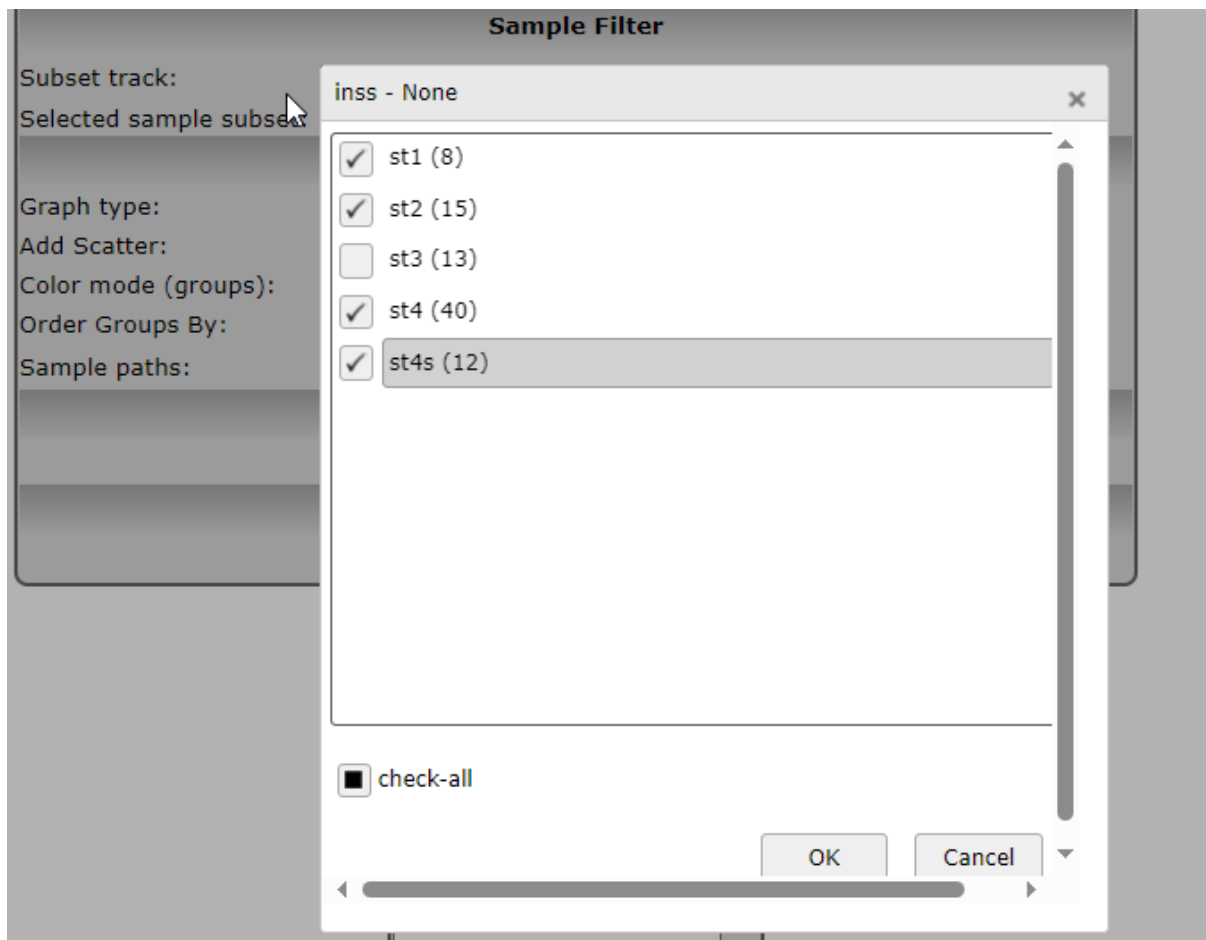 Sample Filter
Subset track:
Selected sample subset:
inss - None
st1 (8)
st2 (15)
st3 (13)
st4 (40)
st4s (12)
Graph type:
Add Scatter:
Color mode (groups):
Order Groups By:
Sample paths:
check-all
OK Cancel